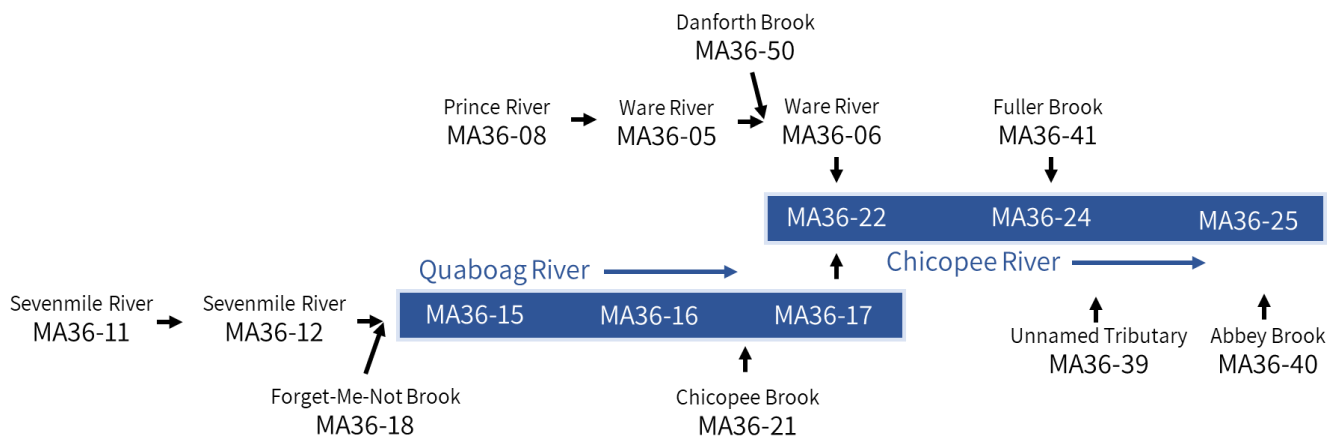 Danforth Brook
MA36-50
Prince River
MA36-08
Ware River
MA36-05
Ware River
MA36-06
Fuller Brook
MA36-41
MA36-22
MA36-24
MA36-25
Quaboag River
Chicopee River
Sevenmile River
MA36-11
Sevenmile River
MA36-12
MA36-15
MA36-16
MA36-17
Unnamed Tributary
MA36-39
Abbey Brook
MA36-40
Forget-Me-Not Brook
MA36-18
Chicopee Brook
MA36-21